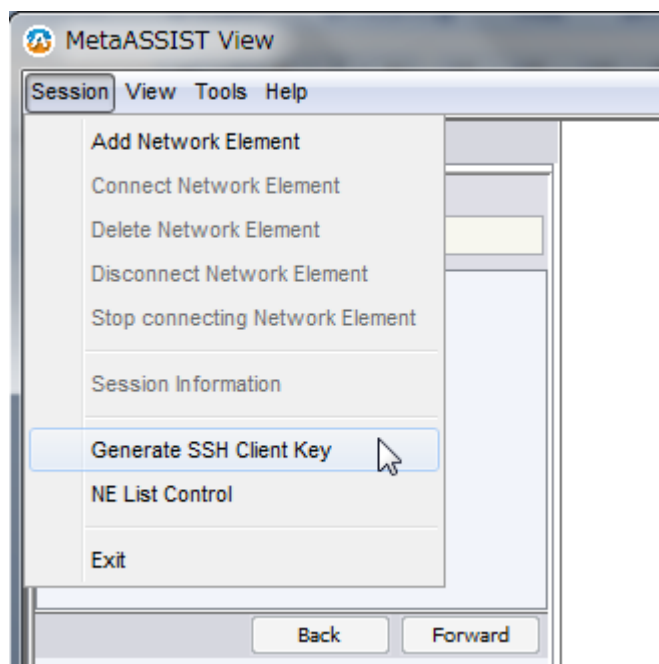 MetaASSIST View
Session View Tools Help
Add Network Element
Connect Network Element
Delete Network Element
Disconnect Network Element
Stop connecting Network Element
Session Information
Generate SSH Client Key
NE List Control
Exit
Back Forward